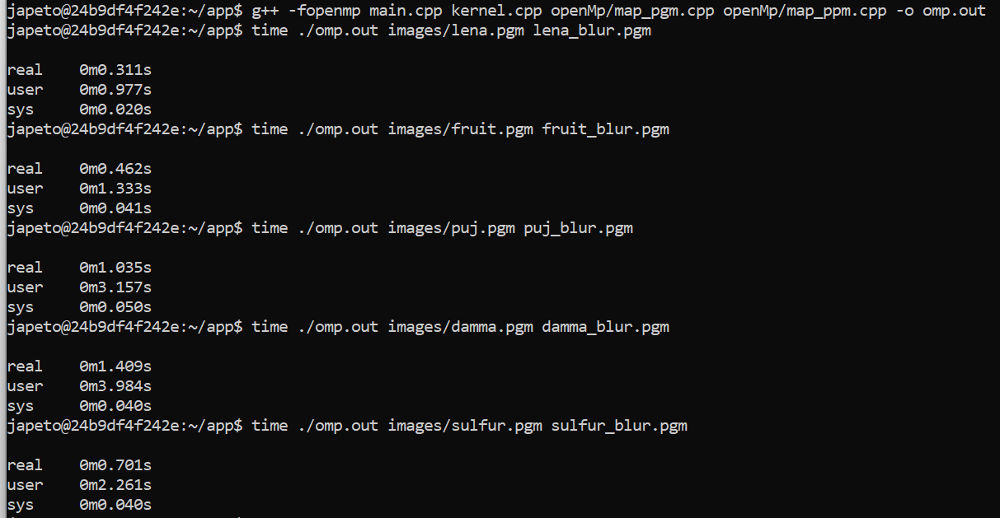 japeto@24b9df4f242e:~/app$ g++ -fopenmp main.cpp kernel.cpp openMp/map_pgm.cpp openMp/map_ppm.cpp -o omp.out
japeto@24b9df4f242e:~/app$ time ./omp.out images/lena.pgm lena_blur.pgm
real    0m0.311s
user    0m0.977s
sys     0m0.020s
japeto@24b9df4f242e:~/app$ time ./omp.out images/fruit.pgm fruit_blur.pgm
real    0m0.462s
user    0m1.333s
sys     0m0.041s
japeto@24b9df4f242e:~/app$ time ./omp.out images/puj.pgm puj_blur.pgm
real    0m1.035s
user    0m3.157s
sys     0m0.050s
japeto@24b9df4f242e:~/app$ time ./omp.out images/damma.pgm damma_blur.pgm
real    0m1.409s
user    0m3.984s
sys     0m0.040s
japeto@24b9df4f242e:~/app$ time ./omp.out images/sulfur.pgm sulfur_blur.pgm
real    0m0.701s
user    0m2.261s
sys     0m0.040s